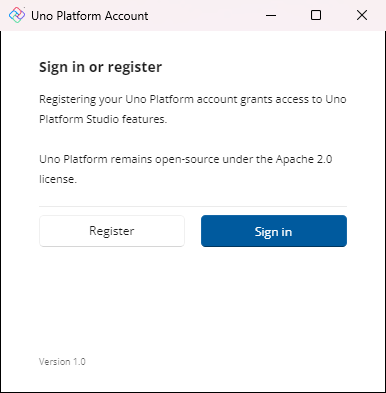 Uno Platform Account
Sign in or register
Registering your Uno Platform account grants access to Uno
Platform Studio features.
Uno Platform remains open-source under the Apache 2.0
license.
Register
Sign in
Version 1.0